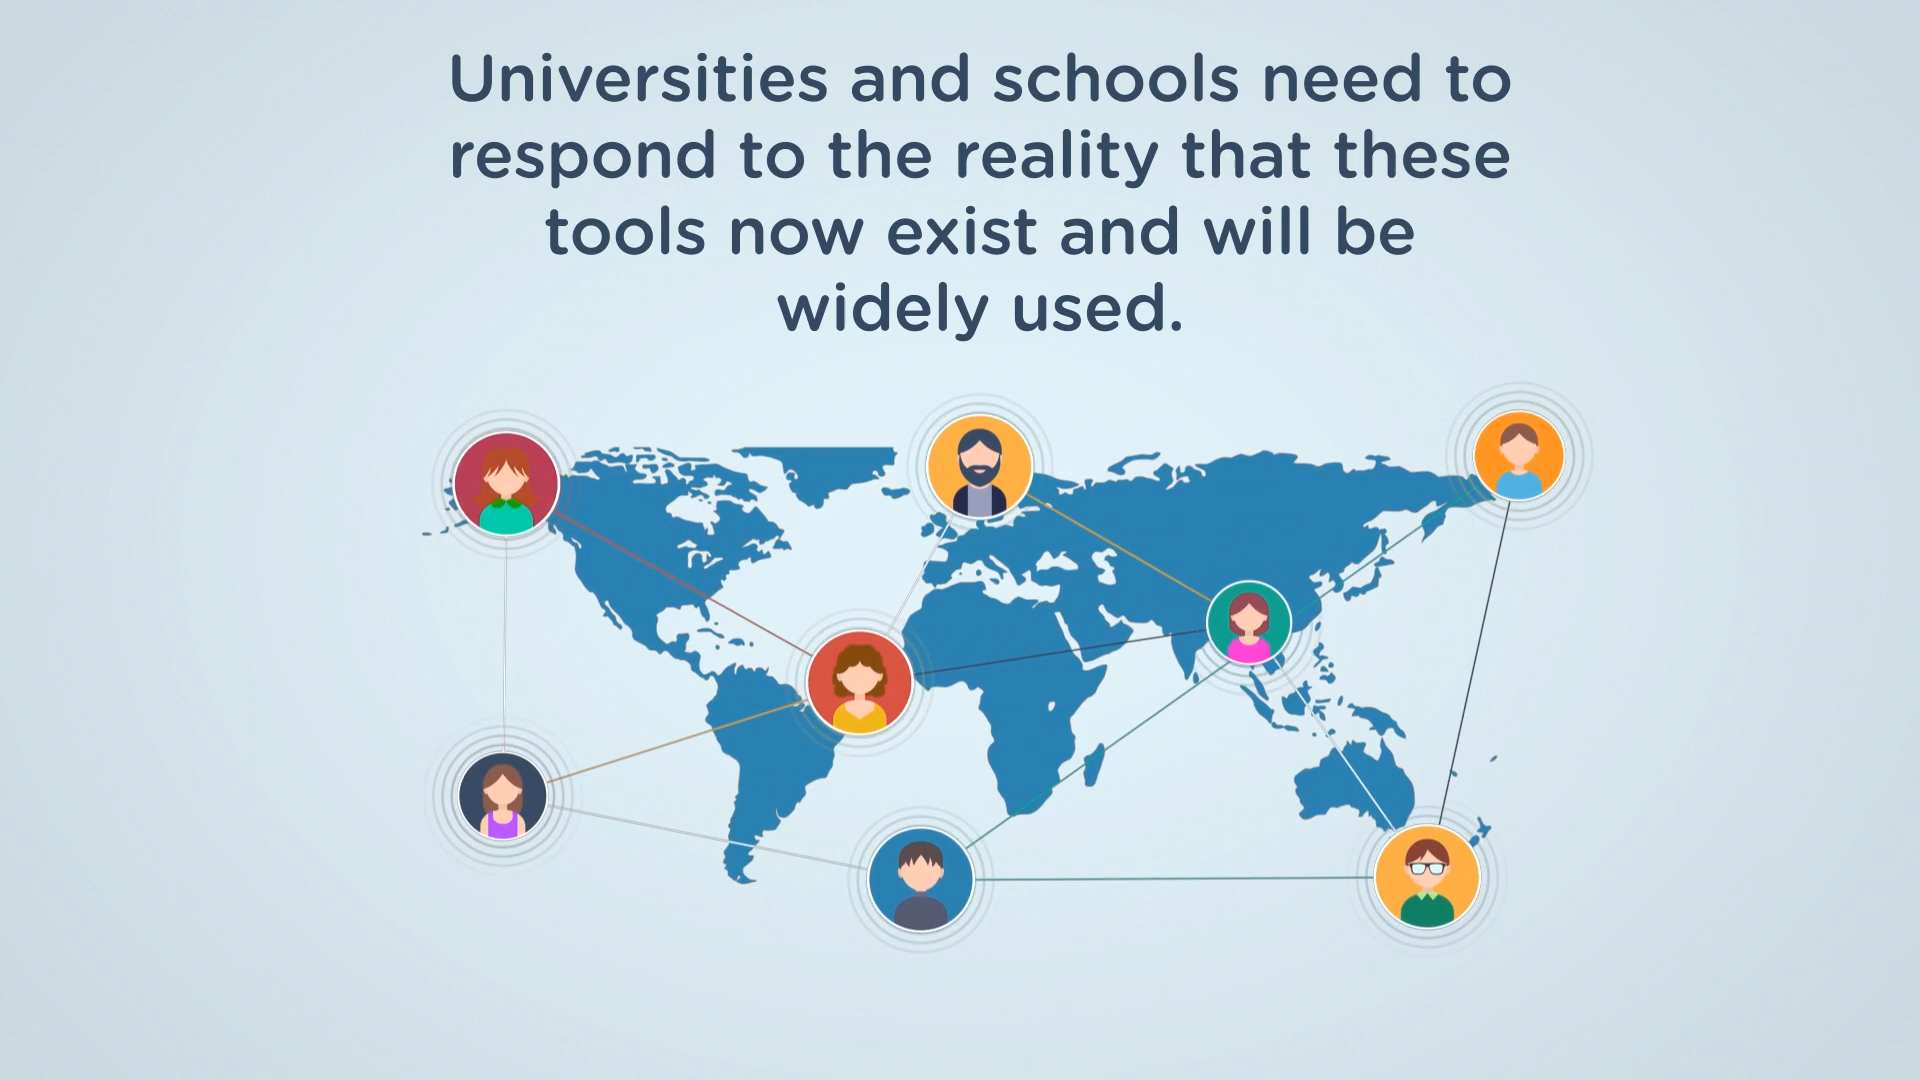 Universities and schools need to
respond to the reality that these
tools now exist and will be
widely used.